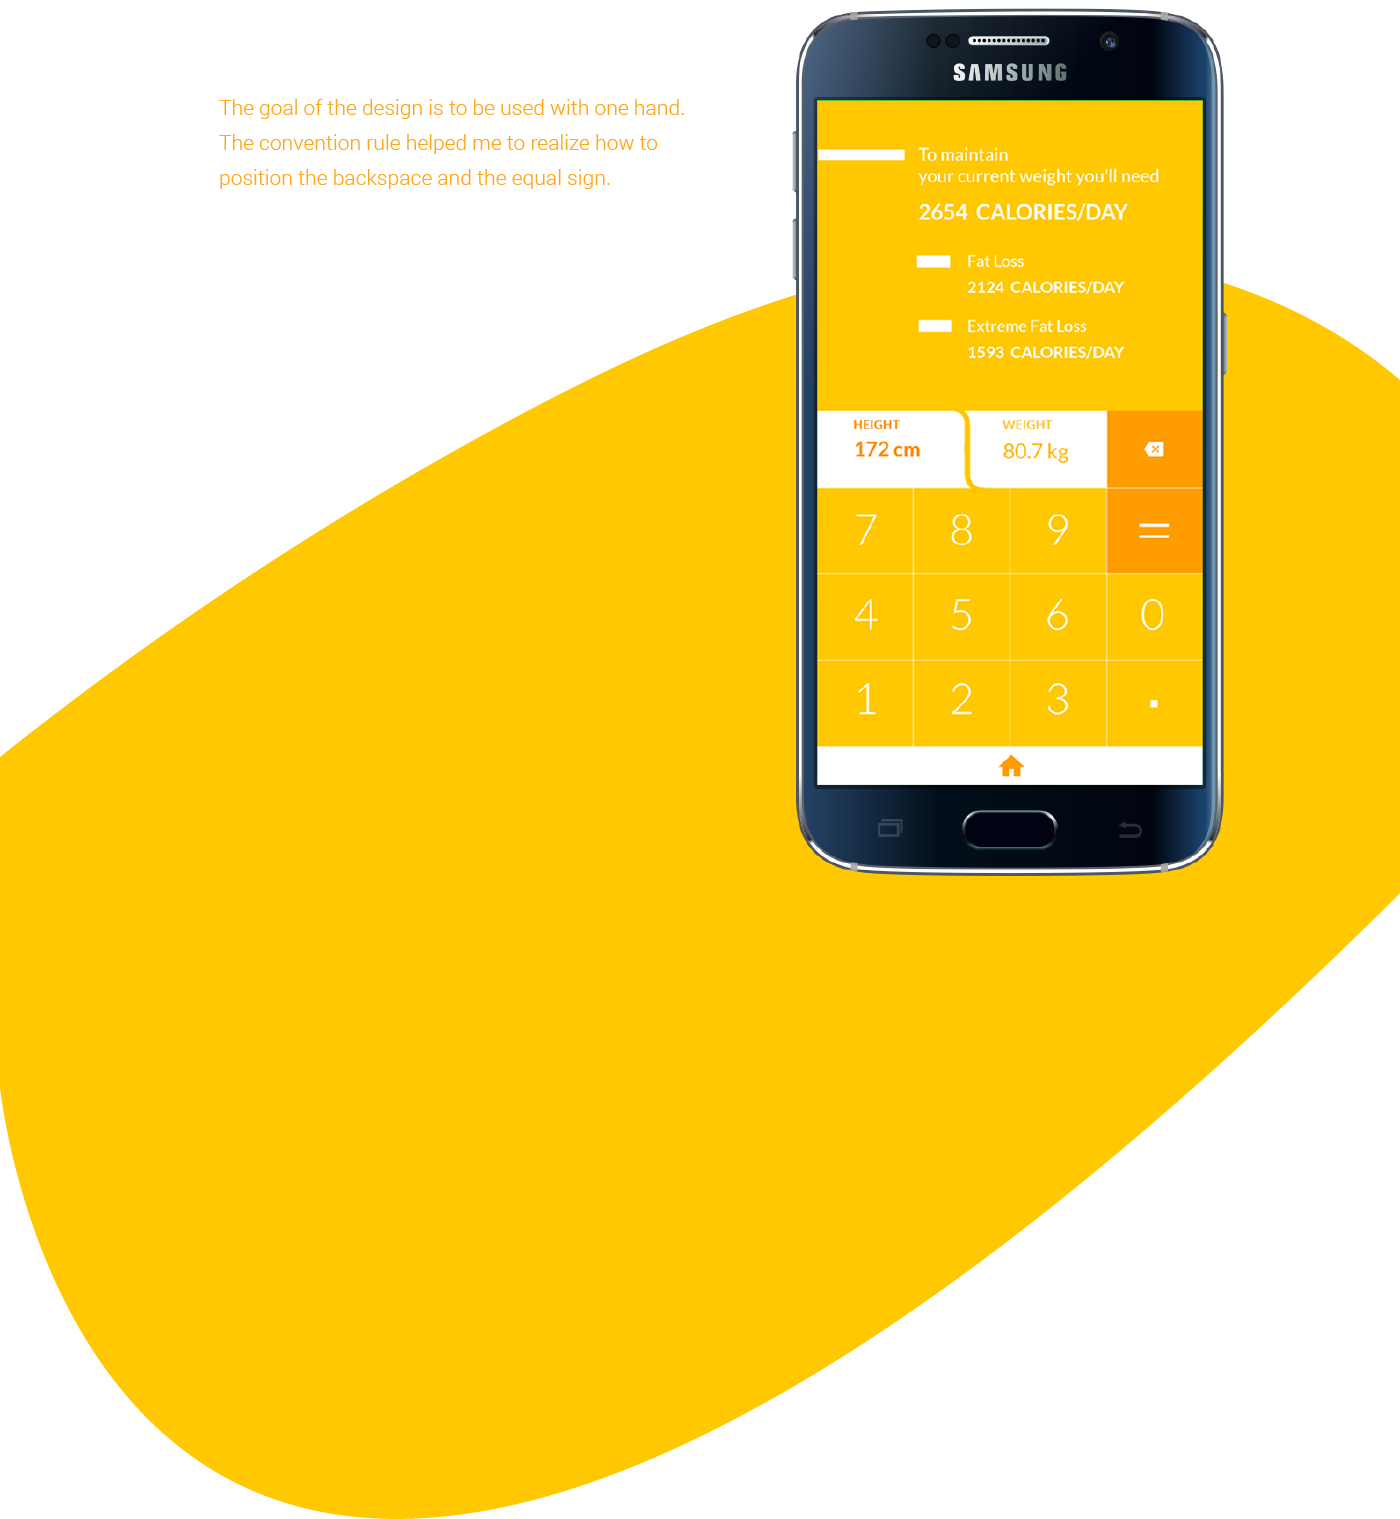 The goal of the design is to be used with one hand.
The convention rule helped me to realize how to
position the backspace and the equal sign.
SAMSUNG
To maintain
your current weight you'll need
2654 CALORIES/DAY
Fat Loss
2124 CALORIES/DAY
Extreme Fat Loss
1593 CALORIES/DAY
HEIGHT WEIGHT
172 cm 80.7 kg
7 8 9 =
4 5 6 0
1 2 3 .